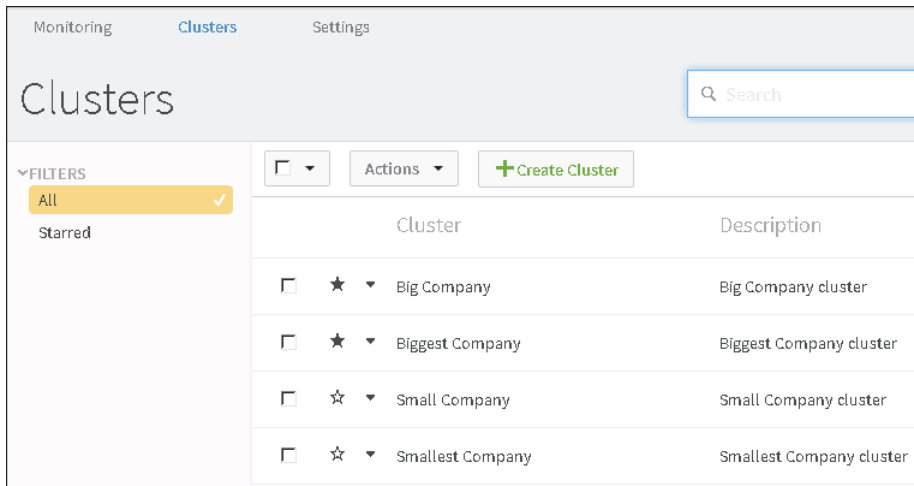 Monitoring Clusters Settings
Clusters
Search
FILTERS
All
Starred
Actions
Create Cluster
Cluster Description
Big Company Big Company cluster
Biggest Company Biggest Company cluster
Small Company Small Company cluster
Smallest Company Smallest Company cluster